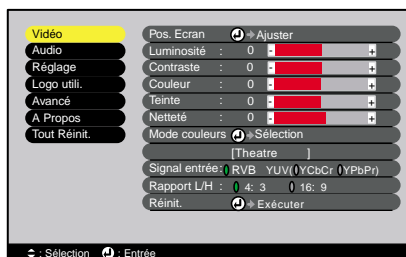 Vidéo
Audio
Réglage
Logo utili.
Avancé
A Propos
Tout Réinit.
Pos. Ecran Ajuster
Luminosité : 0 - +
Contraste : 0 - +
Couleur : 0 - +
Teinte : 0 - +
Netteté : 0 - +
Mode couleurs Sélection
[Theatre ]
Signal entrée: RVB YUV( YCbCr YPbPr)
Rapport L/H : 4: 3 16: 9
Réinit. Exécuter
: Sélection : Entrée